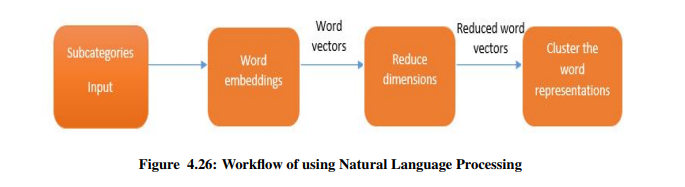 Subcategories
Input
Word
embeddings
Word
vectors
Reduce
dimensions
Reduced word
vectors
Cluster the
word
representations
Figure 4.26: Workflow of using Natural Language Processing